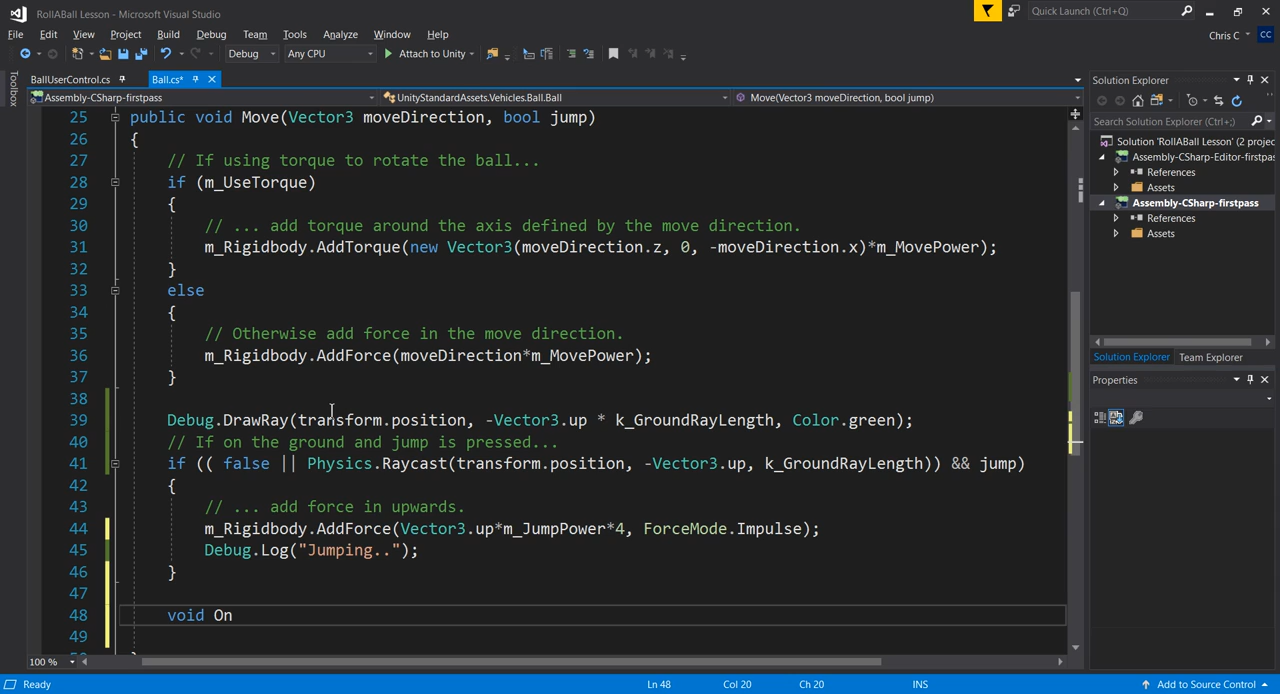 RollABall Lesson - Microsoft Visual Studio
Quick Launch (Ctrl+Q)
File Edit View Project Build Debug Team Tools Analyze Window Help
Chris C CC
Debug Any CPU Attach to Unity
Toolbox
BallUserControl.cs Ball.cs*
Assembly-CSharp-firstpass UnityStandardAssets.Vehicles.Ball.Ball Move(Vector3 moveDirection, bool jump)
25 public void Move(Vector3 moveDirection, bool jump)
26 {
27 // If using torque to rotate the ball...
28 if (m_UseTorque)
29 {
30 // ... add torque around the axis defined by the move direction.
31 m_Rigidbody.AddTorque(new Vector3(moveDirection.z, 0, -moveDirection.x)*m_MovePower);
32 }
33 else
34 {
35 // Otherwise add force in the move direction.
36 m_Rigidbody.AddForce(moveDirection*m_MovePower);
37 }
38
39 Debug.DrawRay(transform.position, -Vector3.up * k_GroundRayLength, Color.green);
40 // If on the ground and jump is pressed...
41 if (( false || Physics.Raycast(transform.position, -Vector3.up, k_GroundRayLength)) && jump)
42 {
43 // ... add force in upwards.
44 m_Rigidbody.AddForce(Vector3.up*m_JumpPower*4, ForceMode.Impulse);
45 Debug.Log("Jumping..");
46 }
47
48 void On
49
100 %
Solution Explorer
Search Solution Explorer (Ctrl+;)
Solution 'RollABall Lesson' (2 projec
Assembly-CSharp-Editor-firstpas
References
Assets
Assembly-CSharp-firstpass
References
Assets
Solution Explorer Team Explorer
Properties
Ready Ln 48 Col 20 Ch 20 INS Add to Source Control